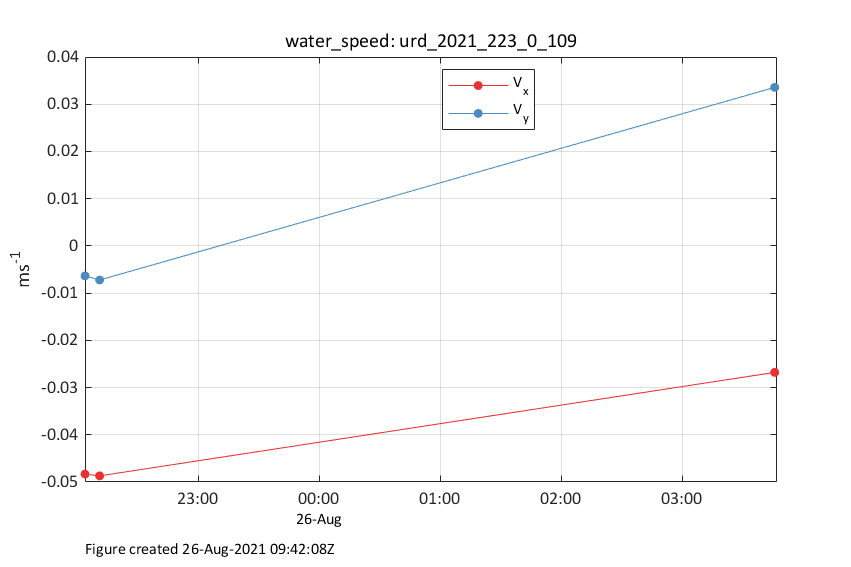 water_speed: urd_2021_223_0_109
V_x
V_y
0.04
0.03
0.02
0.01
0
-0.01
-0.02
-0.03
-0.04
-0.05
ms^-1
23:00 00:00 01:00 02:00 03:00
26-Aug
Figure created 26-Aug-2021 09:42:08Z